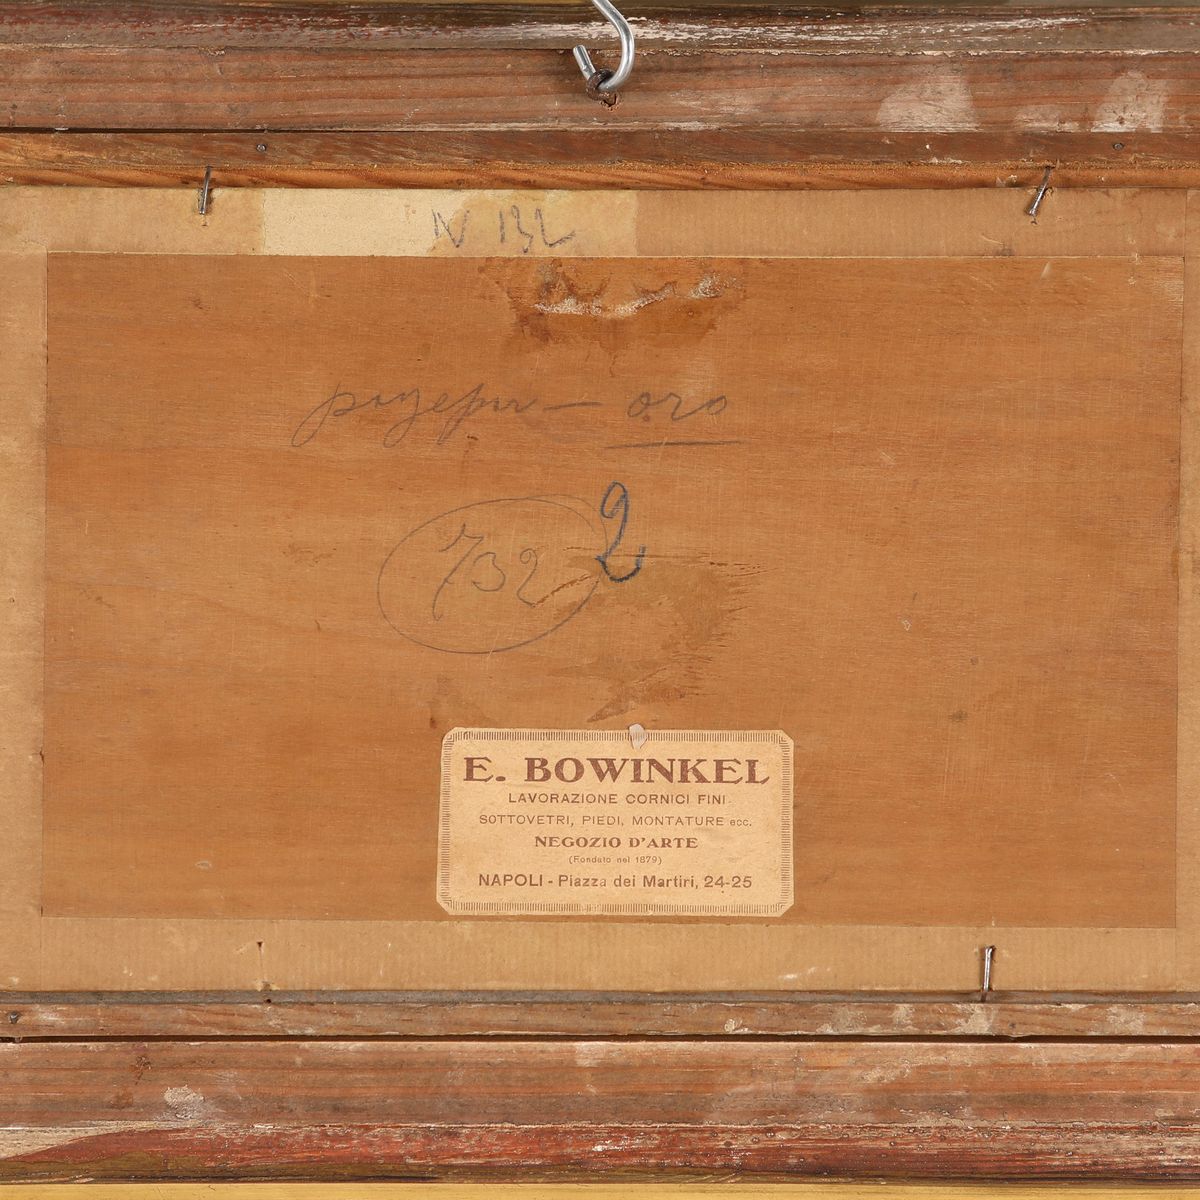 N 132
oro
732
2
E. BOWINKEL
LAVORAZIONE CORNICI FINI
SOTTOVETRI, PIEDI, MONTATURE ecc.
NEGOZIO D'ARTE
(Fondato nel 1879)
NAPOLI - Piazza dei Martiri, 24-25